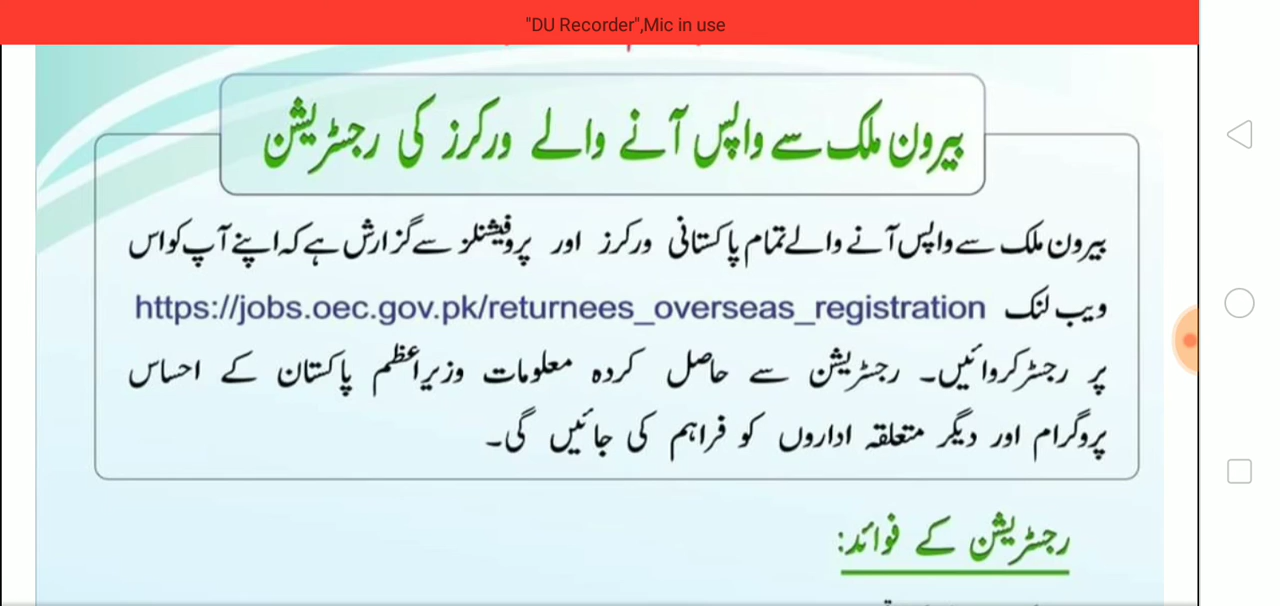 "DU Recorder",Mic in use
بیرون ملک سے واپس آنے والے ورکرز کی رجسٹریشن
بیرون ملک سے واپس آنے والے تمام پاکستانی ورکرز اور پروفیشنلز سے گزارش ہے کہ اپنے آپ کو اس
ویب لنک https://jobs.oec.gov.pk/returnees_overseas_registration
پر رجسٹر کروائیں۔ رجسٹریشن سے حاصل کردہ معلومات وزیراعظم پاکستان کے احساس
پروگرام اور دیگر متعلقہ اداروں کو فراہم کی جائیں گی۔
رجسٹریشن کے فوائد: